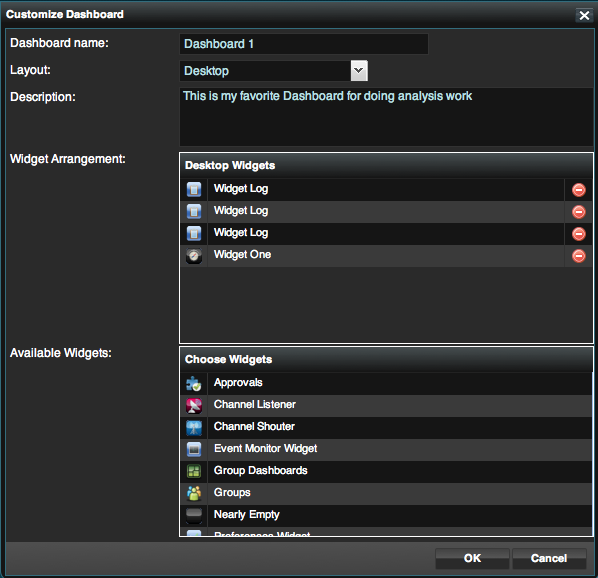 Customize Dashboard
Dashboard name: Dashboard 1
Layout: Desktop
Description: This is my favorite Dashboard for doing analysis work
Widget Arrangement: Desktop Widgets
Widget Log
Widget Log
Widget Log
Widget One
Available Widgets: Choose Widgets
Approvals
Channel Listener
Channel Shouter
Event Monitor Widget
Group Dashboards
Groups
Nearly Empty
Preferences Widget
OK Cancel